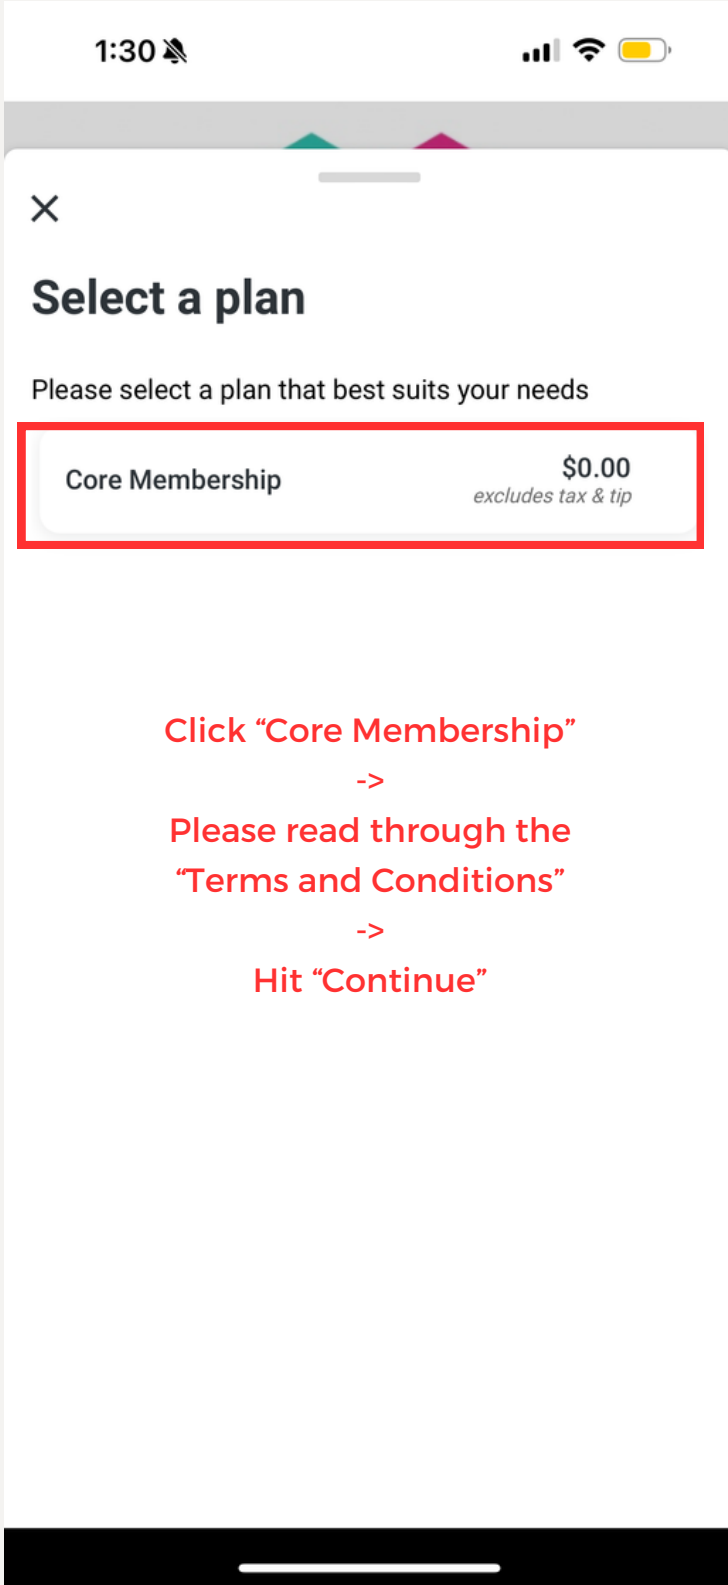 1:30
Select a plan
Please select a plan that best suits your needs
Core Membership
$0.00
excludes tax & tip
Click “Core Membership”
->
Please read through the
“Terms and Conditions”
->
Hit “Continue”